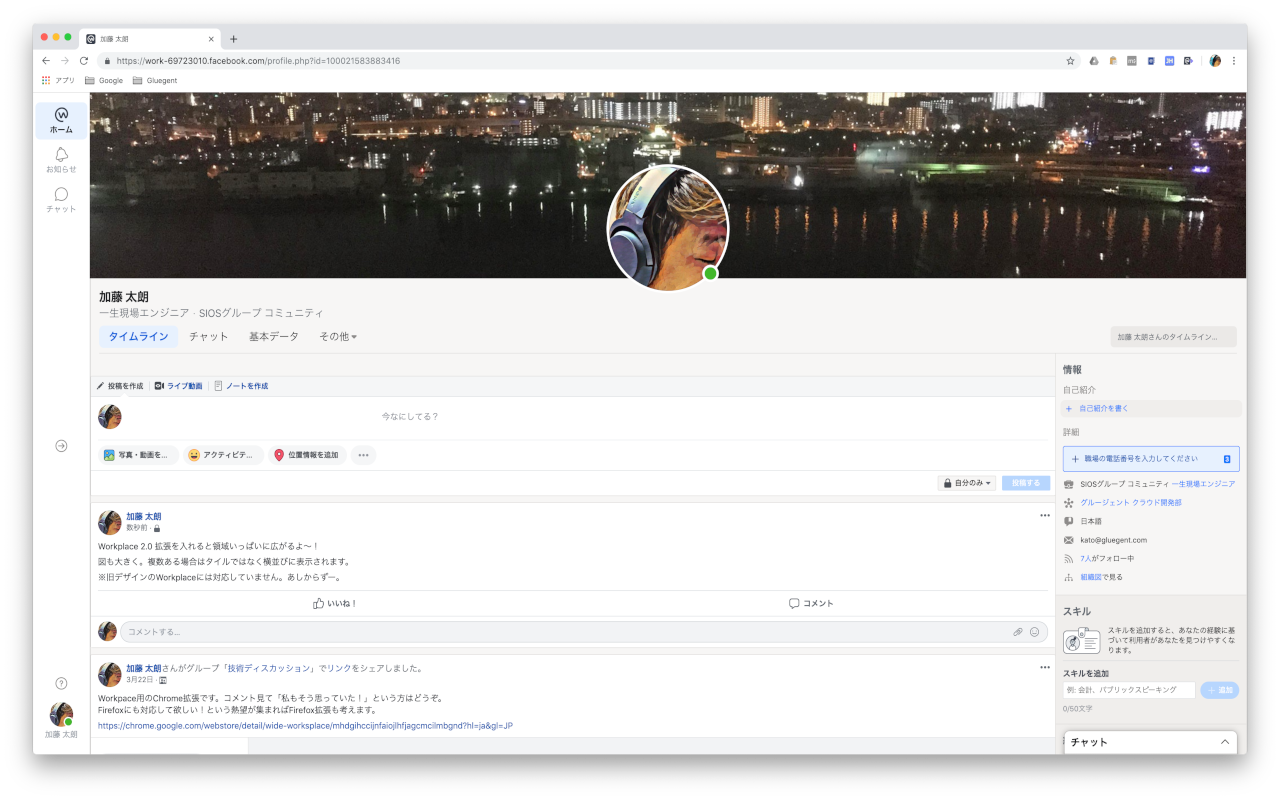 加藤 太朗
https://work-69723010.facebook.com/profile.php?id=100021583883416
アプリ Google Gluegent
ホーム
お知らせ
チャット
加藤 太朗
一生現場エンジニア · SIOSグループ コミュニティ
タイムライン チャット 基本データ その他
加藤 太朗さんのタイムライン...
投稿を作成 ライブ動画 ノートを作成
今なにしてる？
写真・動画を... アクティビテ... 位置情報を追加
自分のみ 投稿する
加藤 太朗
数秒前 ·
Workplace 2.0 拡張を入れると領域いっぱいに広がるよ〜！
図も大きく。複数ある場合はタイルではなく横並びに表示されます。
※旧デザインのWorkplaceには対応していません。あしからずー。
いいね！ コメント
コメントする...
加藤 太朗さんがグループ「技術ディスカッション」でリンクをシェアしました。
3月22日 ·
Workpace用のChrome拡張です。コメント見て「私もそう思っていた！」という方はどうぞ。
Firefoxにも対応して欲しい！という熱望が集まればFirefox拡張も考えます。
https://chrome.google.com/webstore/detail/wide-worksplace/mhdgihccijnfaiojlhfjagcmcilmbgnd?hl=ja&gl=JP
情報
自己紹介
+ 自己紹介を書く
詳細
+ 職場の電話番号を入力してください
SIOSグループ コミュニティ 一生現場エンジニア
グルージェント クラウド開発部
日本語
kato@gluegent.com
7人がフォロー中
組織図で見る
スキル
スキルを追加すると、あなたの経験に基
づいて利用者があなたを見つけやすくな
ります。
スキルを追加
例: 会計、パブリックスピーキング + 追加
0/50文字
チャット
加藤 太朗